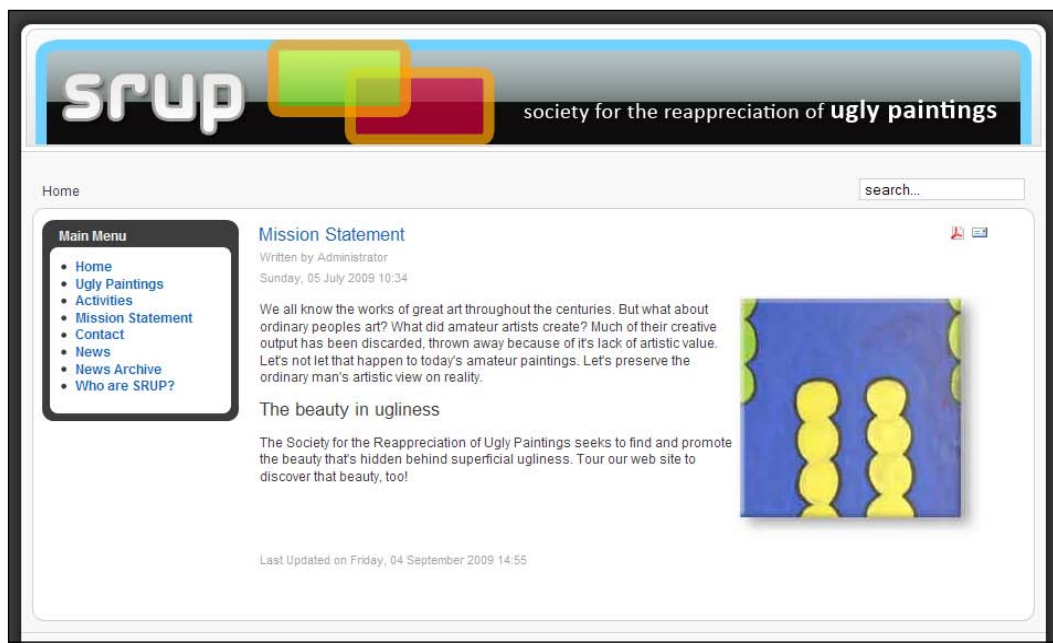 srup
society for the reappreciation of ugly paintings
Home
search...
Main Menu
Home
Ugly Paintings
Activities
Mission Statement
Contact
News
News Archive
Who are SRUP?
Mission Statement
Written by Administrator
Sunday, 05 July 2009 10:34
We all know the works of great art throughout the centuries. But what about
ordinary peoples art? What did amateur artists create? Much of their creative
output has been discarded, thrown away because of it's lack of artistic value.
Let's not let that happen to today's amateur paintings. Let's preserve the
ordinary man's artistic view on reality.
The beauty in ugliness
The Society for the Reappreciation of Ugly Paintings seeks to find and promote
the beauty that's hidden behind superficial ugliness. Tour our web site to
discover that beauty, too!
Last Updated on Friday, 04 September 2009 14:55